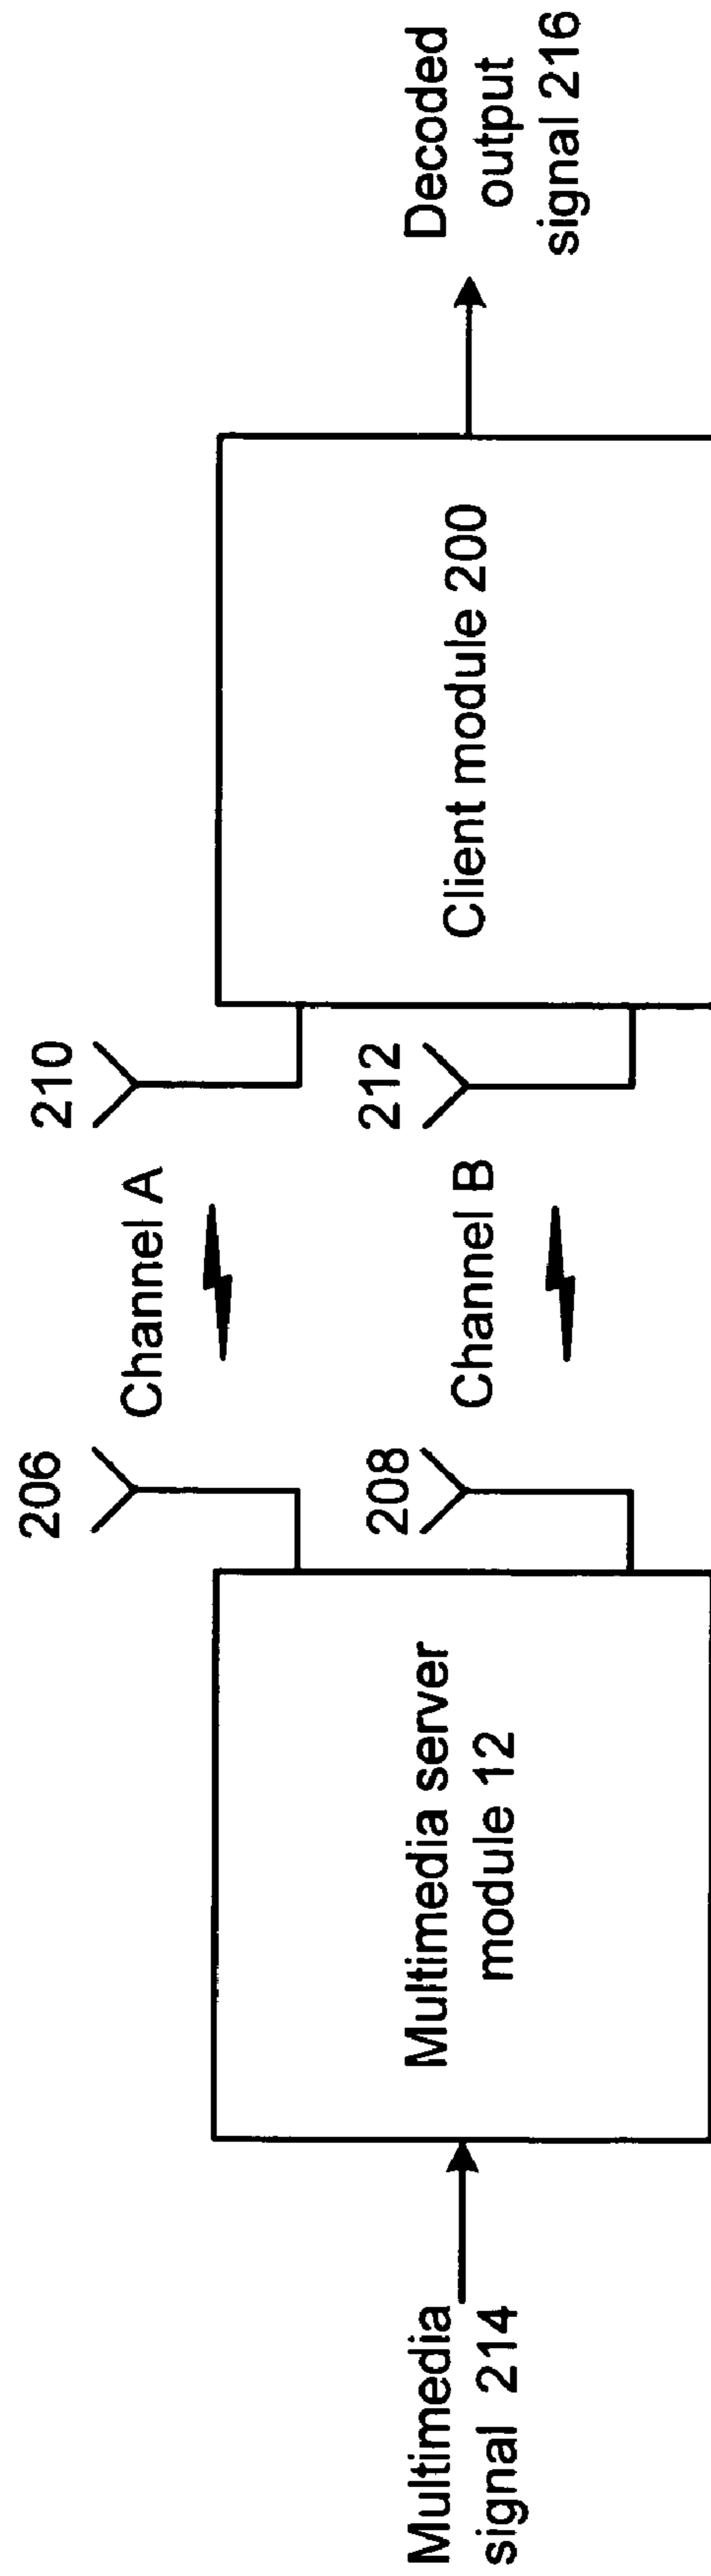 Multimedia
signal 214
Multimedia server
module 12
206
208
Channel A
Channel B
210
212
Client module 200
Decoded
output
signal 216